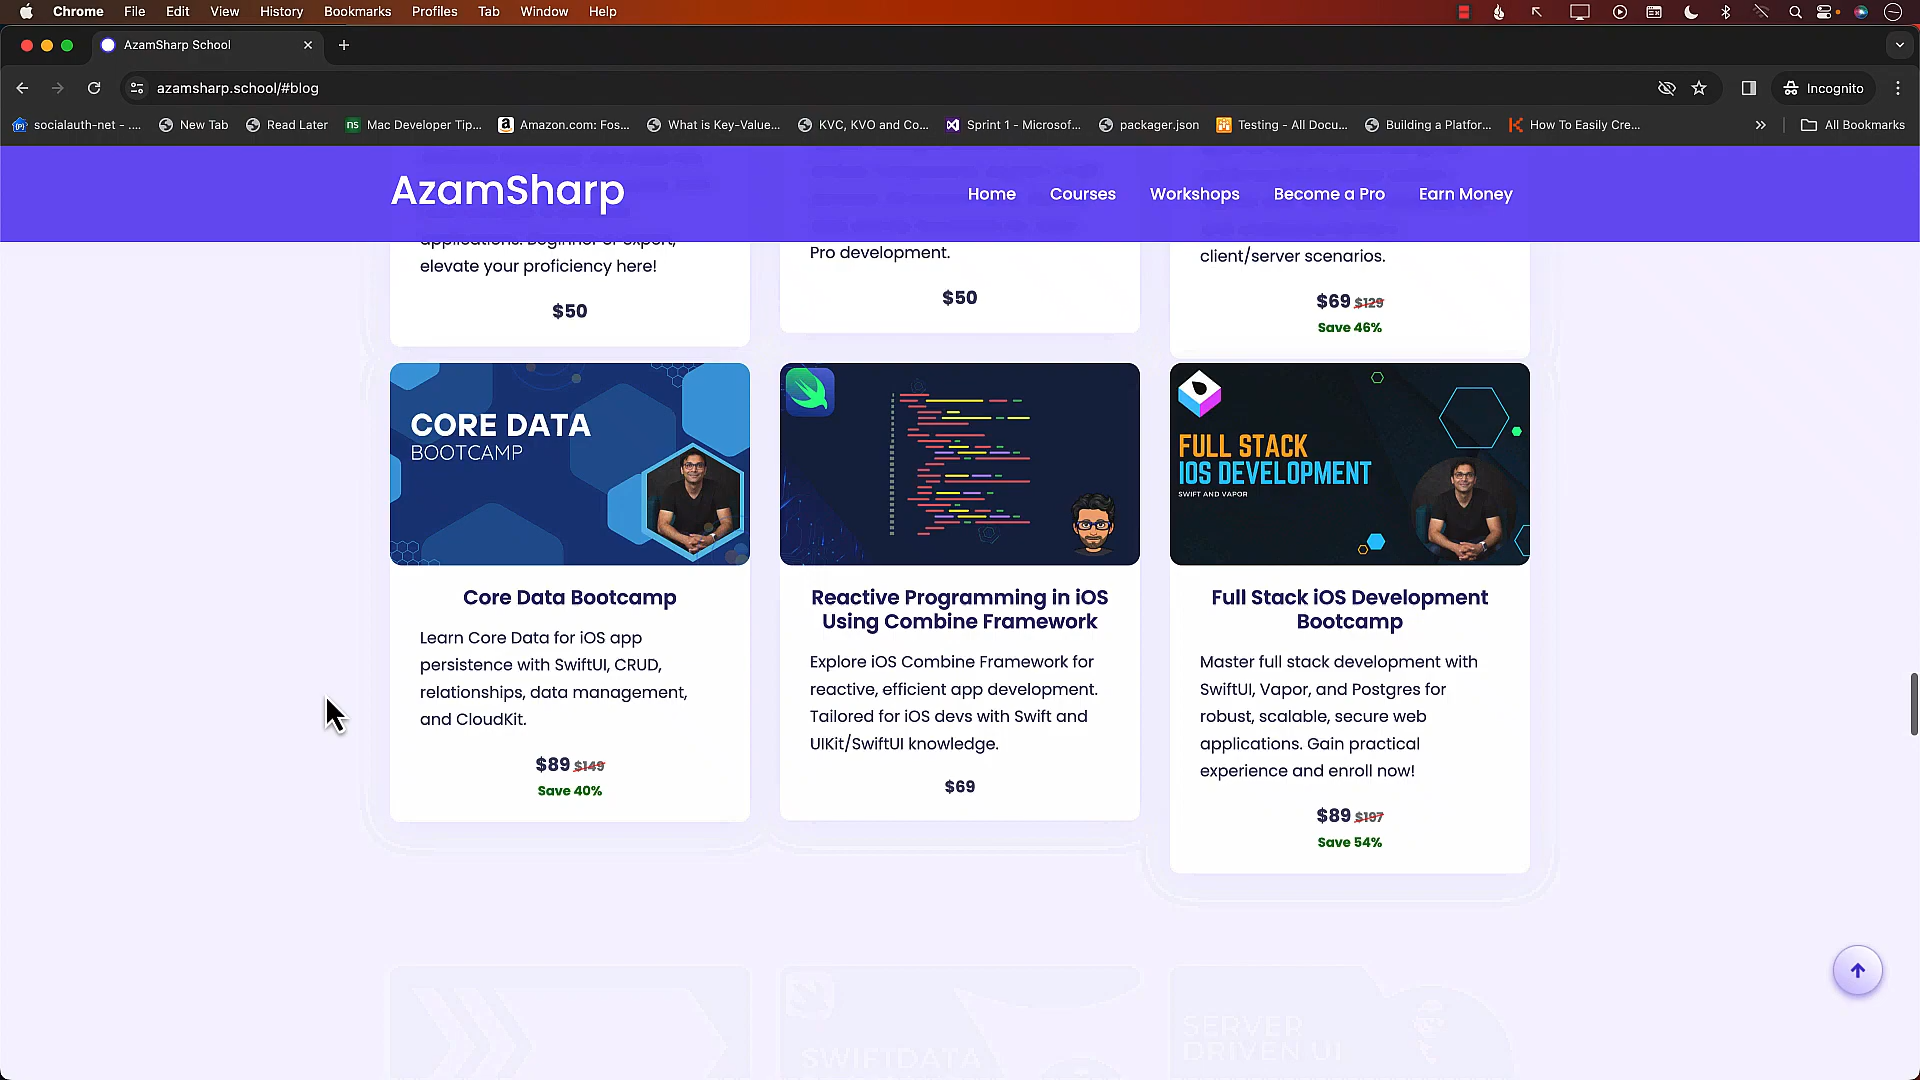 Chrome File Edit View History Bookmarks Profiles Tab Window Help
AzamSharp School
azamsharp.school/#blog
Incognito
socialauth-net - .... New Tab Read Later Mac Developer Tip... Amazon.com: Fos... What is Key-Value... KVC, KVO and Co... Sprint 1 - Microsof... packager.json Testing - All Docu... Building a Platfor... How To Easily Cre... All Bookmarks
AzamSharp
Home Courses Workshops Become a Pro Earn Money
applications. Beginner or expert,
elevate your proficiency here!
$50
Pro development.
$50
client/server scenarios.
$69 $129
Save 46%
CORE DATA
BOOTCAMP
Core Data Bootcamp
Learn Core Data for iOS app
persistence with SwiftUI, CRUD,
relationships, data management,
and CloudKit.
$89 $149
Save 40%
Reactive Programming in iOS
Using Combine Framework
Explore iOS Combine Framework for
reactive, efficient app development.
Tailored for iOS devs with Swift and
UIKit/SwiftUI knowledge.
$69
FULL STACK
IOS DEVELOPMENT
SWIFT AND VAPOR
Full Stack iOS Development
Bootcamp
Master full stack development with
SwiftUI, Vapor, and Postgres for
robust, scalable, secure web
applications. Gain practical
experience and enroll now!
$89 $197
Save 54%
SWIFTDATA
SERVER
DRIVEN UI